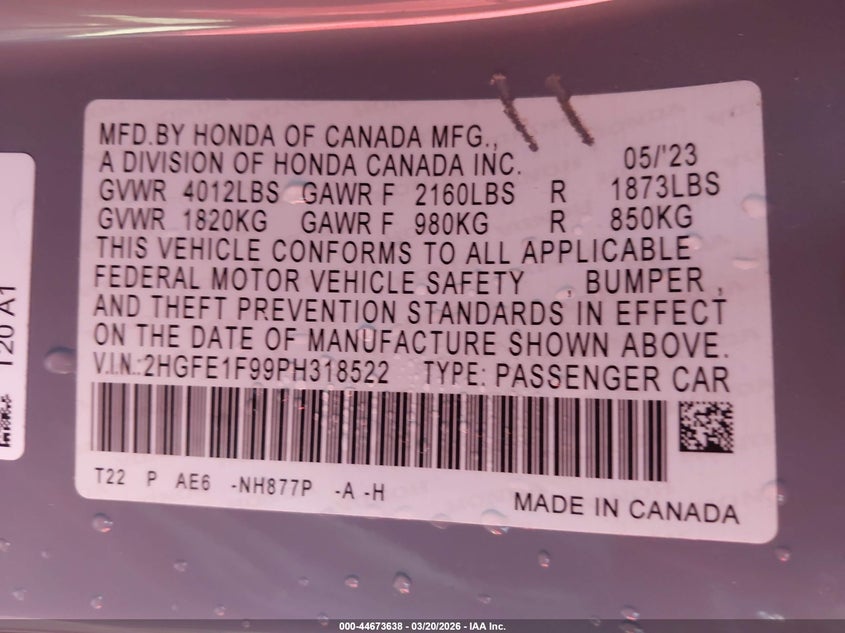 MFD.BY HONDA OF CANADA MFG.,
A DIVISION OF HONDA CANADA INC. 05/'23
GVWR 4012LBS GAWR F 2160LBS R 1873LBS
GVWR 1820KG GAWR F 980KG R 850KG
THIS VEHICLE CONFORMS TO ALL APPLICABLE
FEDERAL MOTOR VEHICLE SAFETY , BUMPER ,
AND THEFT PREVENTION STANDARDS IN EFFECT
ON THE DATE OF MANUFACTURE SHOWN ABOVE.
V.I.N.:2HGFE1F99PH318522 TYPE: PASSENGER CAR
T22 P AE6 -NH877P -A -H
MADE IN CANADA
T20 A1
000-44673638 - 03/20/2026 - IAA Inc.